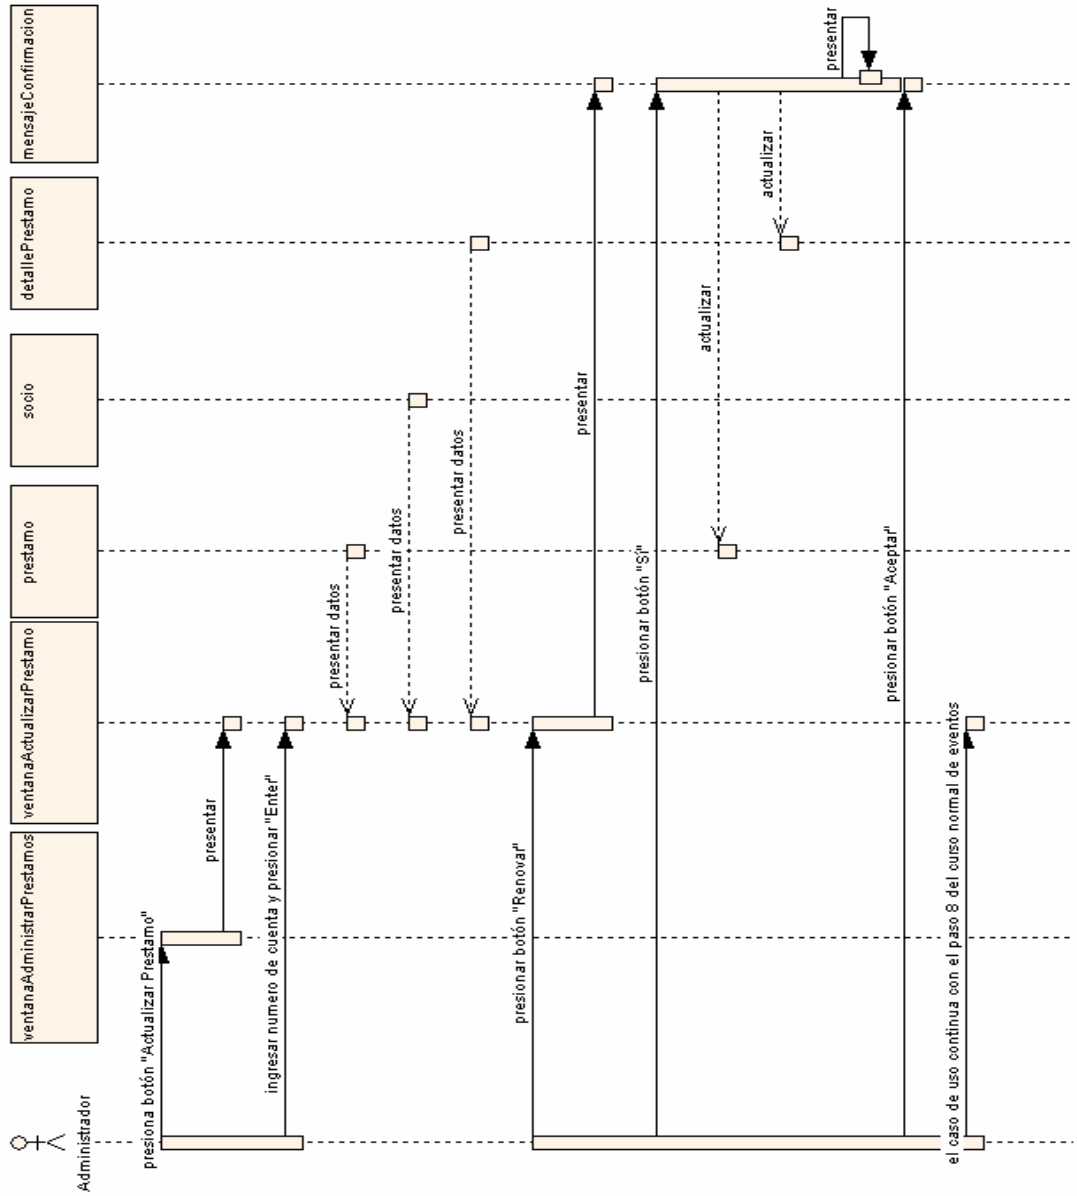 Administrador
ventanaAdministrarPrestamos
ventanaActualizarPrestamo
prestamo
socio
detallePrestamo
mensajeConfirmacion
presiona botón "Actualizar Prestamo"
presentar
ingresar numero de cuenta y presionar "Enter"
presentar datos
presentar datos
presentar datos
presionar botón "Renovar"
presentar
presionar botón "Sí"
actualizar
actualizar
presentar
presionar botón "Aceptar"
el caso de uso continua con el paso 8 del curso normal de eventos